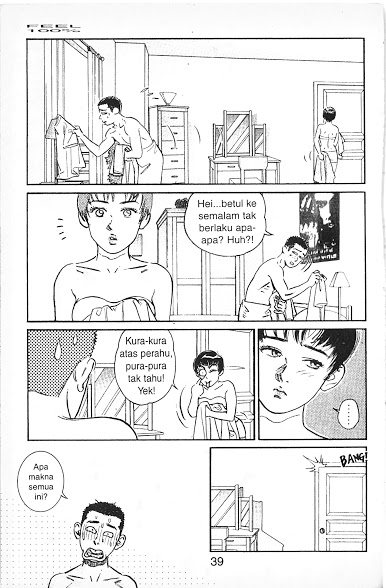 FEEL
100%
Hei...betul ke
semalam tak
berlaku apa-
apa? Huh?!
Kura-kura
atas perahu,
pura-pura
tak tahu!
Yek!
........
BANG!
Apa
makna
semua
ini?
39